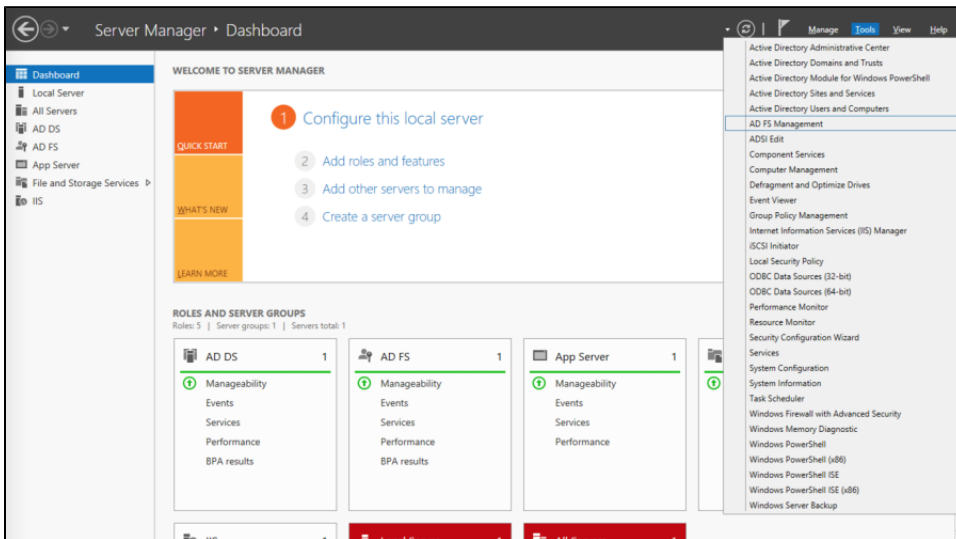 Server Manager ‣ Dashboard
Manage Tools View Help
Dashboard
Local Server
All Servers
AD DS
AD FS
App Server
File and Storage Services
IIS
WELCOME TO SERVER MANAGER
QUICK START
WHAT'S NEW
LEARN MORE
1 Configure this local server
2 Add roles and features
3 Add other servers to manage
4 Create a server group
ROLES AND SERVER GROUPS
Roles: 5 | Server groups: 1 | Servers total: 1
AD DS 1
Manageability
Events
Services
Performance
BPA results
AD FS 1
Manageability
Events
Services
Performance
BPA results
App Server 1
Manageability
Events
Services
Performance
Active Directory Administrative Center
Active Directory Domains and Trusts
Active Directory Module for Windows PowerShell
Active Directory Sites and Services
Active Directory Users and Computers
AD FS Management
ADSI Edit
Component Services
Computer Management
Defragment and Optimize Drives
Event Viewer
Group Policy Management
Internet Information Services (IIS) Manager
iSCSI Initiator
Local Security Policy
ODBC Data Sources (32-bit)
ODBC Data Sources (64-bit)
Performance Monitor
Resource Monitor
Security Configuration Wizard
Services
System Configuration
System Information
Task Scheduler
Windows Firewall with Advanced Security
Windows Memory Diagnostic
Windows PowerShell
Windows PowerShell (x86)
Windows PowerShell ISE
Windows PowerShell ISE (x86)
Windows Server Backup